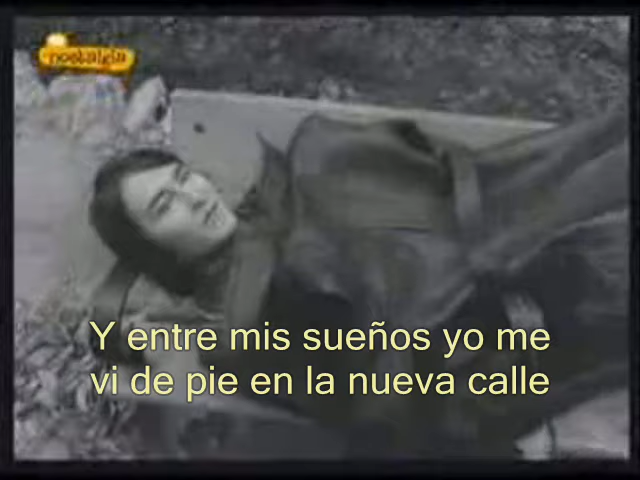 nostalgia
Y entre mis sueños yo me
vi de pie en la nueva calle